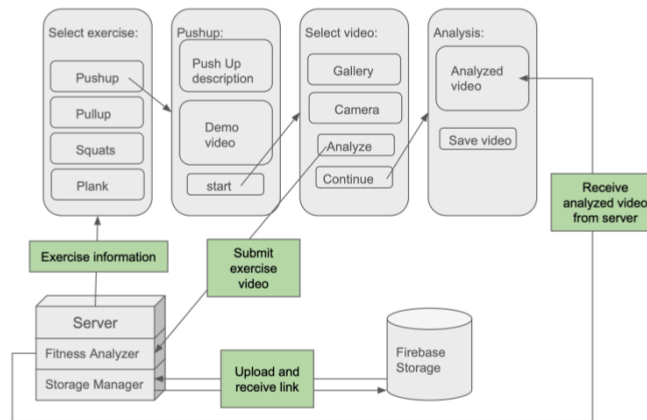 Select exercise:
Pushup
Pullup
Squats
Plank
Pushup:
Push Up
description
Demo
video
start
Select video:
Gallery
Camera
Analyze
Continue
Analysis:
Analyzed
video
Save video
Receive
analyzed video
from server
Exercise information
Submit
exercise
video
Server
Fitness Analyzer
Storage Manager
Upload and
receive link
Firebase
Storage